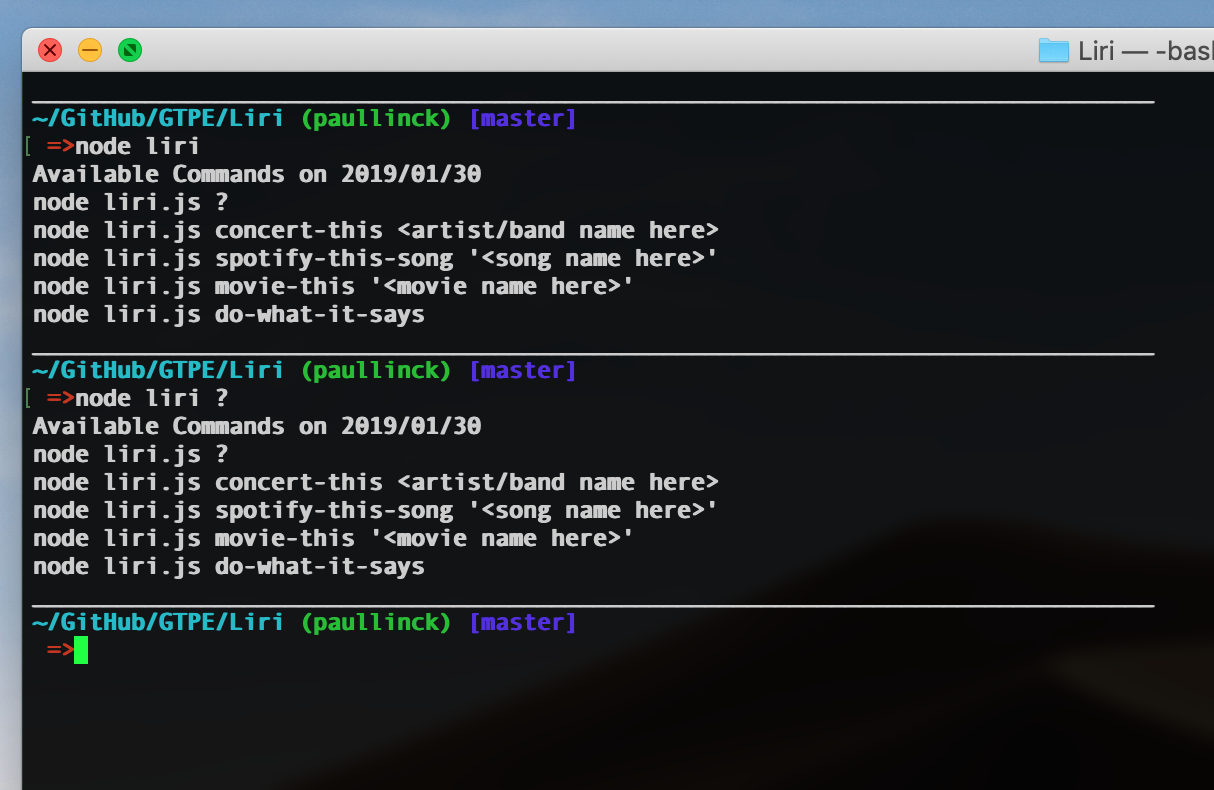 Liri — -bas
~/GitHub/GTPE/Liri (paullinck) [master]
[ =>node liri
Available Commands on 2019/01/30
node liri.js ?
node liri.js concert-this <artist/band name here>
node liri.js spotify-this-song '<song name here>'
node liri.js movie-this '<movie name here>'
node liri.js do-what-it-says
~/GitHub/GTPE/Liri (paullinck) [master]
[ =>node liri ?
Available Commands on 2019/01/30
node liri.js ?
node liri.js concert-this <artist/band name here>
node liri.js spotify-this-song '<song name here>'
node liri.js movie-this '<movie name here>'
node liri.js do-what-it-says
~/GitHub/GTPE/Liri (paullinck) [master]
=>